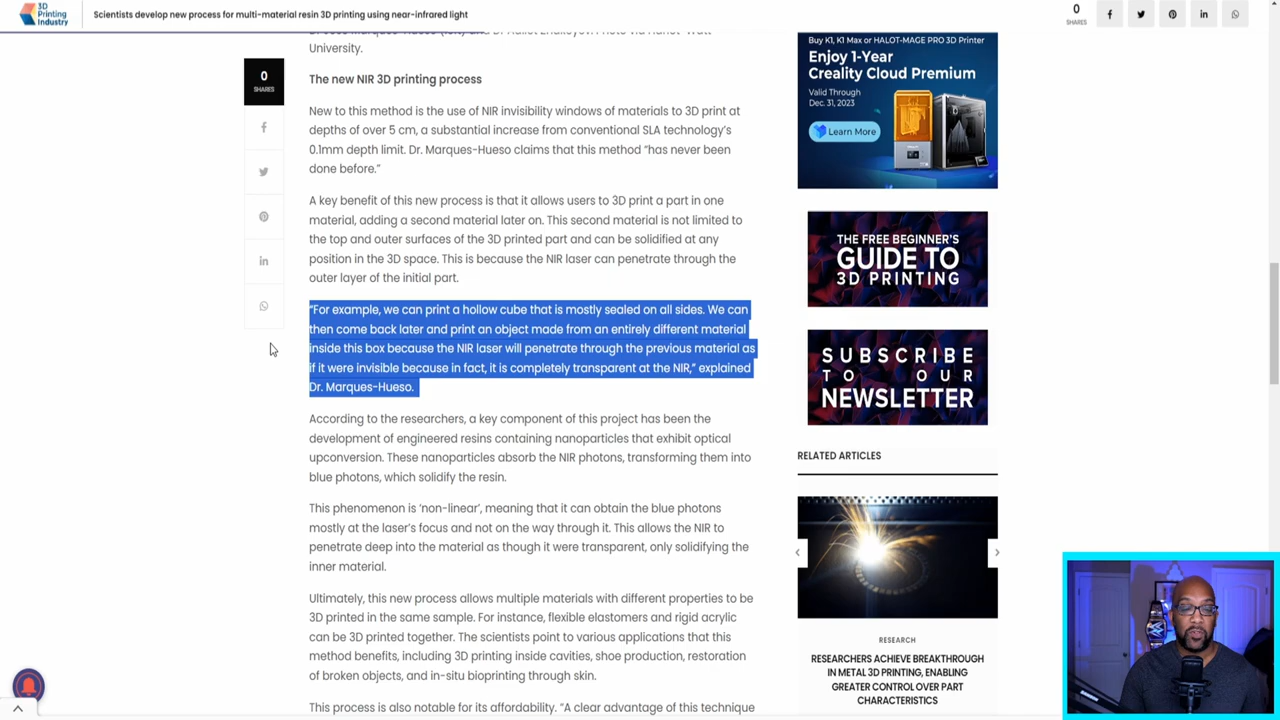 3D
Printing
Industry
Scientists develop new process for multi-material resin 3D printing using near-infrared light
0
SHARES
University.
0
SHARES
The new NIR 3D printing process
New to this method is the use of NIR invisibility windows of materials to 3D print at
depths of over 5 cm, a substantial increase from conventional SLA technology's
0.1mm depth limit. Dr. Marques-Hueso claims that this method “has never been
done before.”
A key benefit of this new process is that it allows users to 3D print a part in one
material, adding a second material later on. This second material is not limited to
the top and outer surfaces of the 3D printed part and can be solidified at any
position in the 3D space. This is because the NIR laser can penetrate through the
outer layer of the initial part.
“For example, we can print a hollow cube that is mostly sealed on all sides. We can
then come back later and print an object made from an entirely different material
inside this box because the NIR laser will penetrate through the previous material as
if it were invisible because in fact, it is completely transparent at the NIR,” explained
Dr. Marques-Hueso.
According to the researchers, a key component of this project has been the
development of engineered resins containing nanoparticles that exhibit optical
upconversion. These nanoparticles absorb the NIR photons, transforming them into
blue photons, which solidify the resin.
This phenomenon is ‘non-linear’, meaning that it can obtain the blue photons
mostly at the laser's focus and not on the way through it. This allows the NIR to
penetrate deep into the material as though it were transparent, only solidifying the
inner material.
Ultimately, this new process allows multiple materials with different properties to be
3D printed in the same sample. For instance, flexible elastomers and rigid acrylic
can be 3D printed together. The scientists point to various applications that this
method benefits, including 3D printing inside cavities, shoe production, restoration
of broken objects, and in-situ bioprinting through skin.
This process is also notable for its affordability. “A clear advantage of this technique
Buy K1, K1 Max or HALOT-MAGE PRO 3D Printer
Enjoy 1-Year
Creality Cloud Premium
Valid Through
Dec. 31, 2023
Learn More
THE FREE BEGINNER'S
GUIDE TO
3D PRINTING
SUBSCRIBE
TO OUR
NEWSLETTER
RELATED ARTICLES
RESEARCH
RESEARCHERS ACHIEVE BREAKTHROUGH
IN METAL 3D PRINTING, ENABLING
GREATER CONTROL OVER PART
CHARACTERISTICS